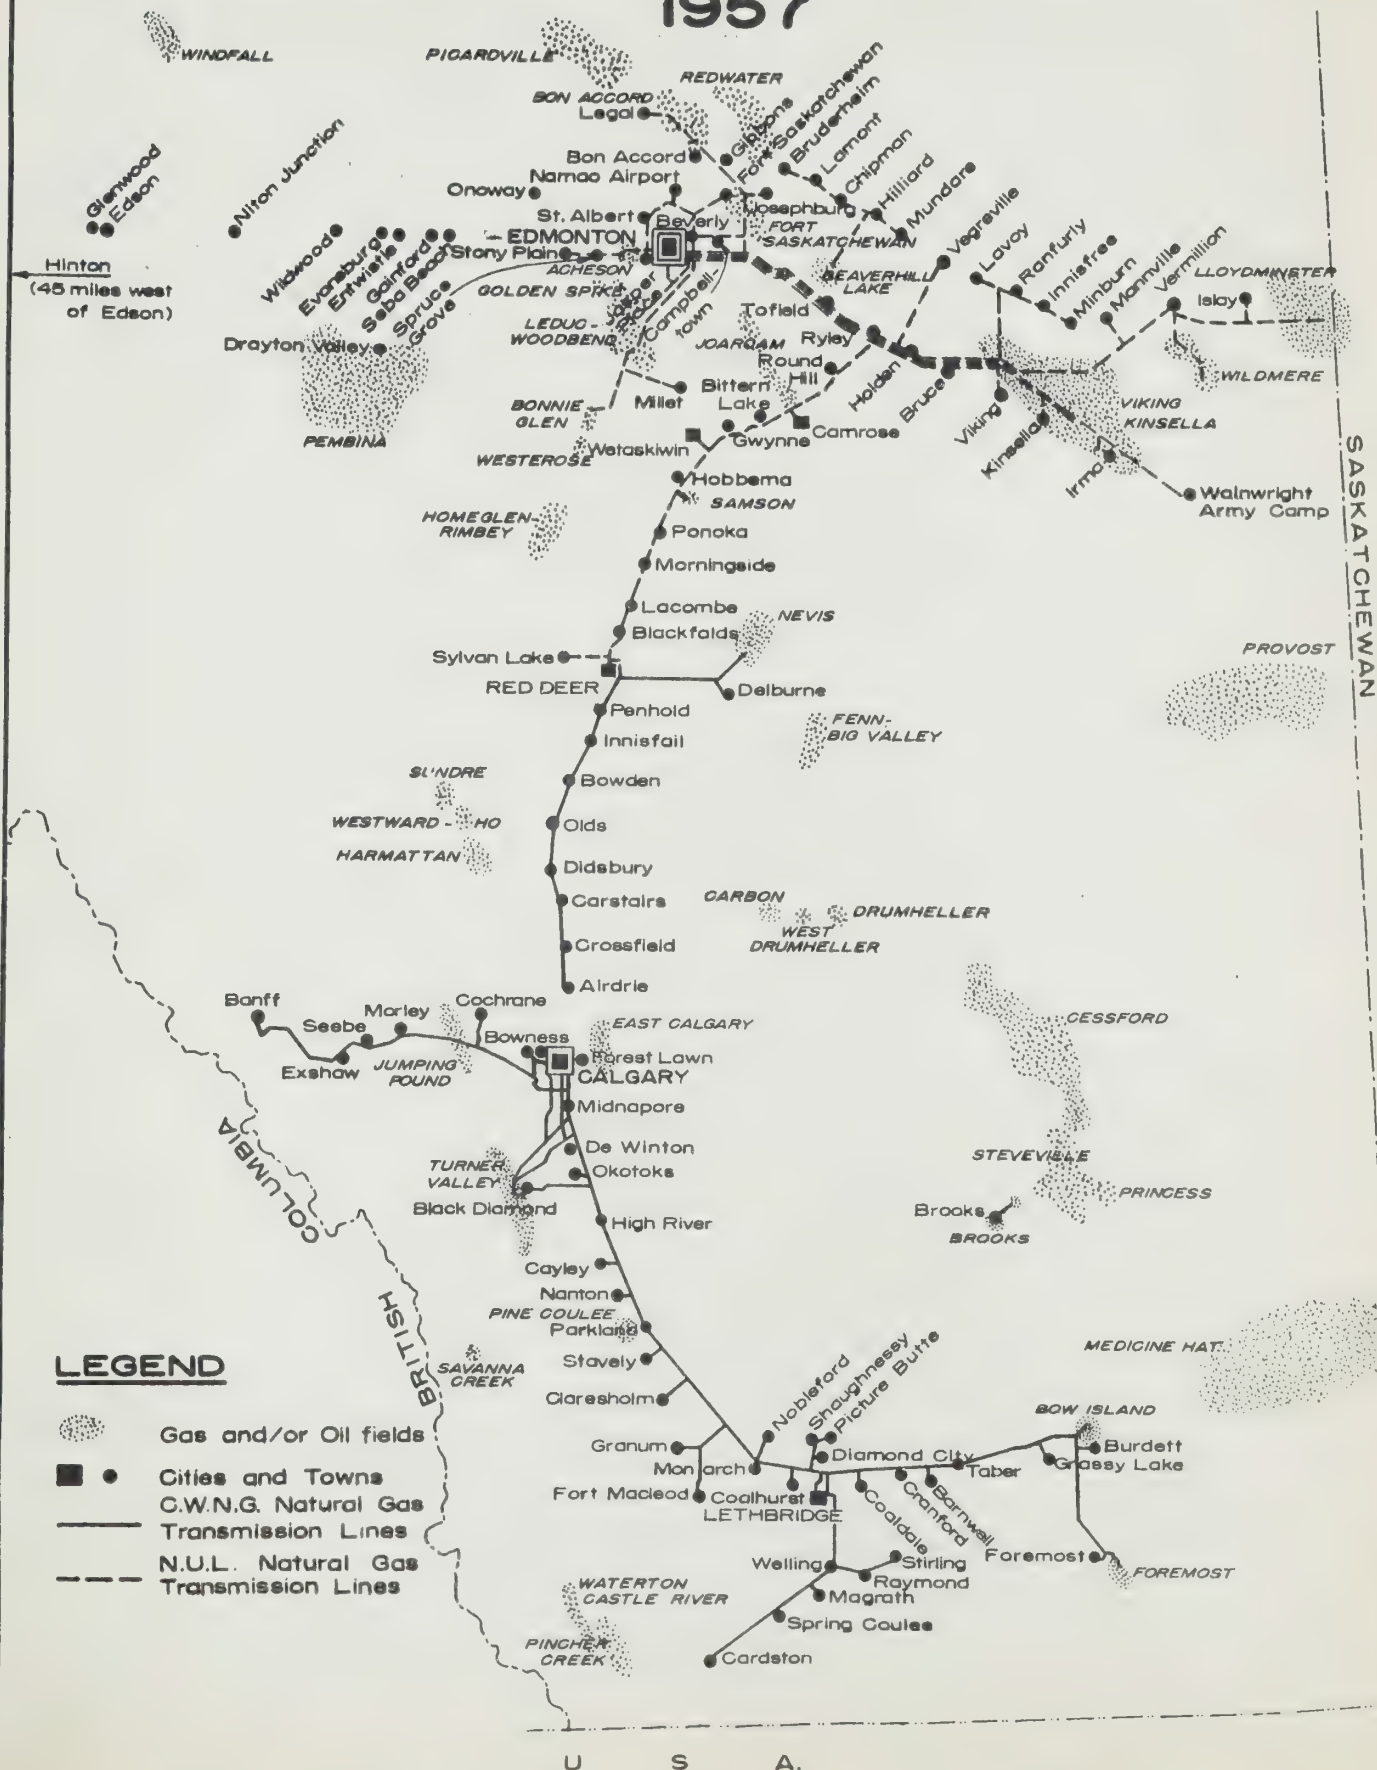 1957
WINDFALL
PICARDVILLE
REDWATER
BON ACCORD
Legal
Gibbons
Fort Saskatchewan
Bruderheim
Lamont
Chipman
Hilliard
Mundare
Bon Accord
Namao Airport
Onoway
St. Albert
Beverly
Josephburg
FORT
SASKATCHEWAN
EDMONTON
Stony Plain
ACHESON
GOLDEN SPIKE
Jasper
Place
Campbell-
town
Glenwood
Edson
Niton Junction
Wildwood
Evansburg
Entwistle
Gainford
Seba Beach
Spruce
Grove
Hinton
(45 miles west
of Edson)
Drayton Valley
PEMBINA
LEDUC-
WOODBEND
BEAVERHILL
LAKE
Vegreville
Lavoy
Ranfurly
Innisfree
Minburn
Mannville
Vermillion
LLOYDMINSTER
Islay
Tofield
JOARCAM
Ryley
Round
Hill
Holden
Bruce
Viking
Kinsella
Irma
WILDMERE
VIKING
KINSELLA
Millet
Bittern
Lake
BONNIE
GLEN
Wetaskiwin
Gwynne
Camrose
WESTEROSE
Hobbema
SAMSON
Wainwright
Army Camp
HOMEGLEN-
RIMBEY
Ponoka
Morningside
Lacombe
Blackfalds
NEVIS
Sylvan Lake
RED DEER
Delburne
PROVOST
SASKATCHEWAN
Penhold
Innisfail
FENN-
BIG VALLEY
Bowden
SUNDRE
WESTWARD - HO
Olds
HARMATTAN
Didsbury
Carstairs
CARBON
DRUMHELLER
WEST
DRUMHELLER
Crossfield
Airdrie
Banff
Seebe
Morley
Cochrane
Exshaw
JUMPING
POUND
Bowness
EAST CALGARY
Forest Lawn
CALGARY
CESSFORD
Midnapore
De Winton
Okotoks
TURNER
VALLEY
Black Diamond
STEVEVILLE
PRINCESS
Brooks
BROOKS
High River
Cayley
Nanton
PINE COULEE
Parkland
Stavely
Claresholm
BRITISH
COLUMBIA
SAVANNA
CREEK
MEDICINE HAT
Nobleford
Shaughnessy
Picture Butte
BOW ISLAND
Granum
Monarch
Diamond City
Taber
Burdett
Grassy Lake
Fort Macleod
Coalhurst
LETHBRIDGE
Coaldale
Cranford
Barnwell
Welling
Stirling
Raymond
Foremost
FOREMOST
Magrath
Spring Coulee
Cardston
WATERTON
CASTLE RIVER
PINCHER
CREEK
LEGEND
Gas and/or Oil fields
Cities and Towns
C.W.N.G. Natural Gas
Transmission Lines
N.U.L. Natural Gas
Transmission Lines
U S A.